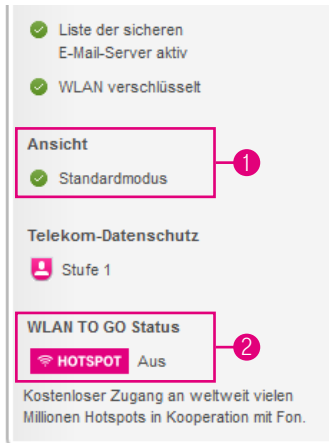 Liste der sicheren
E-Mail-Server aktiv
WLAN verschlüsselt
Ansicht
1
Standardmodus
Telekom-Datenschutz
Stufe 1
WLAN TO GO Status
2
HOTSPOT Aus
Kostenloser Zugang an weltweit vielen
Millionen Hotspots in Kooperation mit Fon.